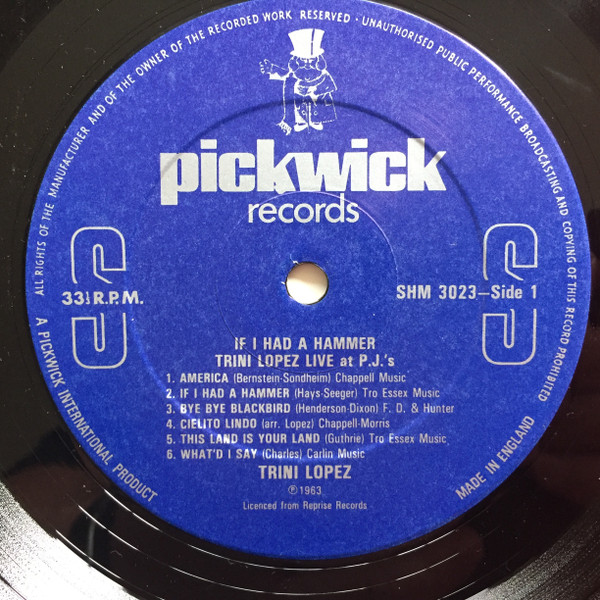 ALL RIGHTS OF THE MANUFACTURER AND OF THE OWNER OF THE RECORDED WORK RESERVED · UNAUTHORISED PUBLIC PERFORMANCE BROADCASTING AND COPYING OF THIS RECORD PROHIBITED
pickwick
records
33⅓ R.P.M.
SHM 3023-Side 1
IF I HAD A HAMMER
TRINI LOPEZ LIVE at P.J.'s
1. AMERICA (Bernstein-Sondheim) Chappell Music
2. IF I HAD A HAMMER (Hays-Seeger) Tro Essex Music
3. BYE BYE BLACKBIRD (Henderson-Dixon) F. D. & Hunter
4. CIELITO LINDO (arr. Lopez) Chappell-Morris
5. THIS LAND IS YOUR LAND (Guthrie) Tro Essex Music
6. WHAT'D I SAY (Charles) Carlin Music
TRINI LOPEZ
℗1963
Licenced from Reprise Records
A PICKWICK INTERNATIONAL PRODUCT
MADE IN ENGLAND